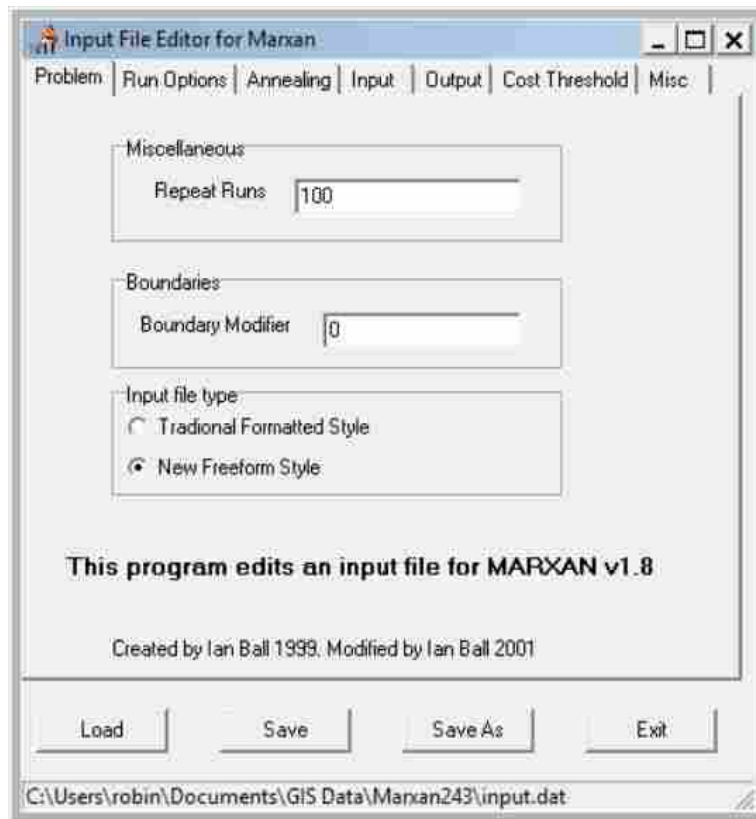 Input File Editor for Marxan
Problem Run Options Annealing Input Output Cost Threshold Misc
Miscellaneous
Repeat Runs 100
Boundaries
Boundary Modifier 0
Input file type
Tradional Formatted Style
New Freeform Style
This program edits an input file for MARXAN v1.8
Created by Ian Ball 1999. Modified by Ian Ball 2001
Load Save Save As Exit
C:\Users\robin\Documents\GIS Data\Marxan243\input.dat